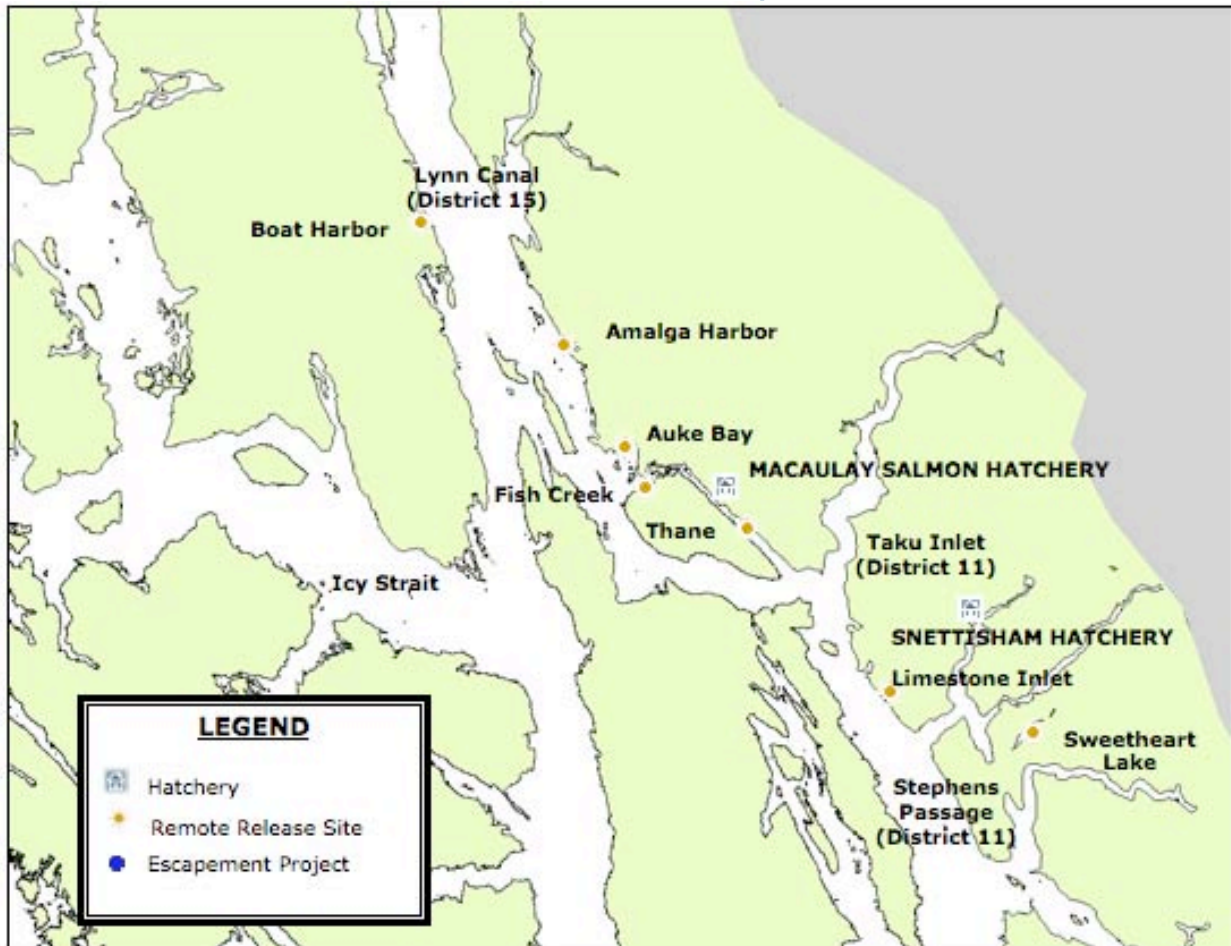 Lynn Canal
(District 15)
Boat Harbor
Amalga Harbor
Auke Bay
MACAULAY SALMON HATCHERY
Fish Creek
Thane
Taku Inlet
(District 11)
Icy Strait
SNETTISHAM HATCHERY
Limestone Inlet
Sweetheart
Lake
Stephens
Passage
(District 11)
LEGEND
Hatchery
Remote Release Site
Escapement Project